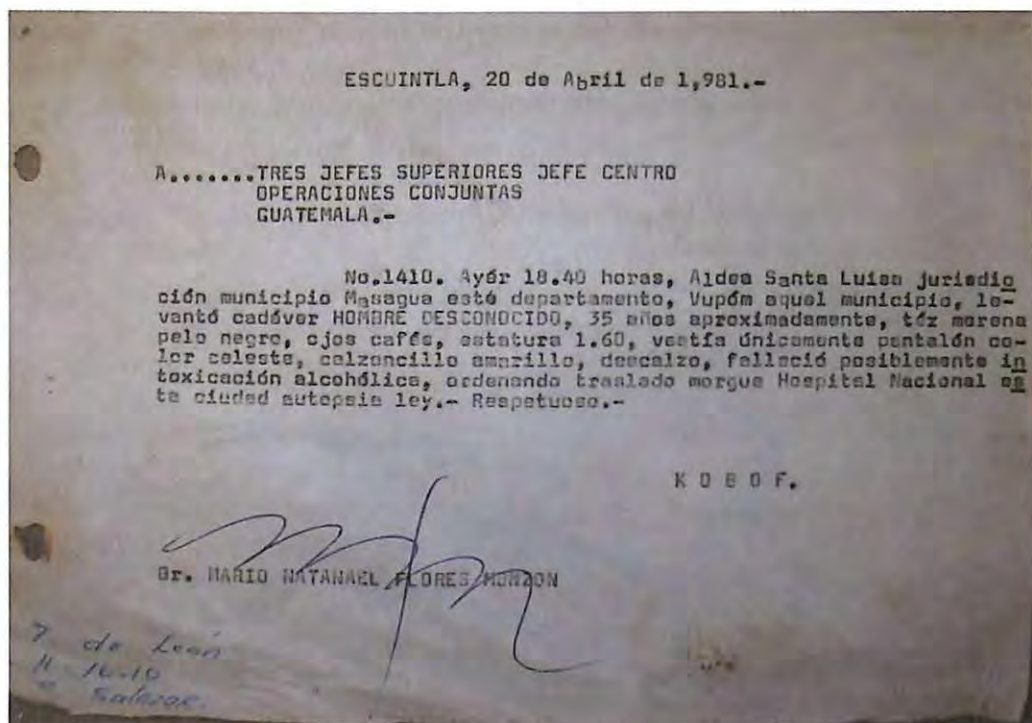 ESCUINTLA, 20 de Abril de 1,981.-
A.......TRES JEFES SUPERIORES JEFE CENTRO
OPERACIONES CONJUNTAS
GUATEMALA.-
No.1410. Ayér 18.40 horas, Aldea Santa Luisa jurisdic
ción municipio Masagua esté departamento, Vupóm aquel municipio, le-
vantó cadáver HOMBRE DESCONOCIDO, 35 años aproximadamente, téz morena
pelo negro, ojos cafés, estatura 1.60, vestía únicamente pantalón co-
lor celeste, calzoncillo amarillo, descalzo, falleció posiblemente in
toxicación alcohólica, ordenando traslado morgue Hospital Nacional es
ta ciudad autopsia ley.- Respetuoso.-
K O B O F.
Gr. MARIO NATANAEL FLORES MONZON
de León
16.10
Salazar.